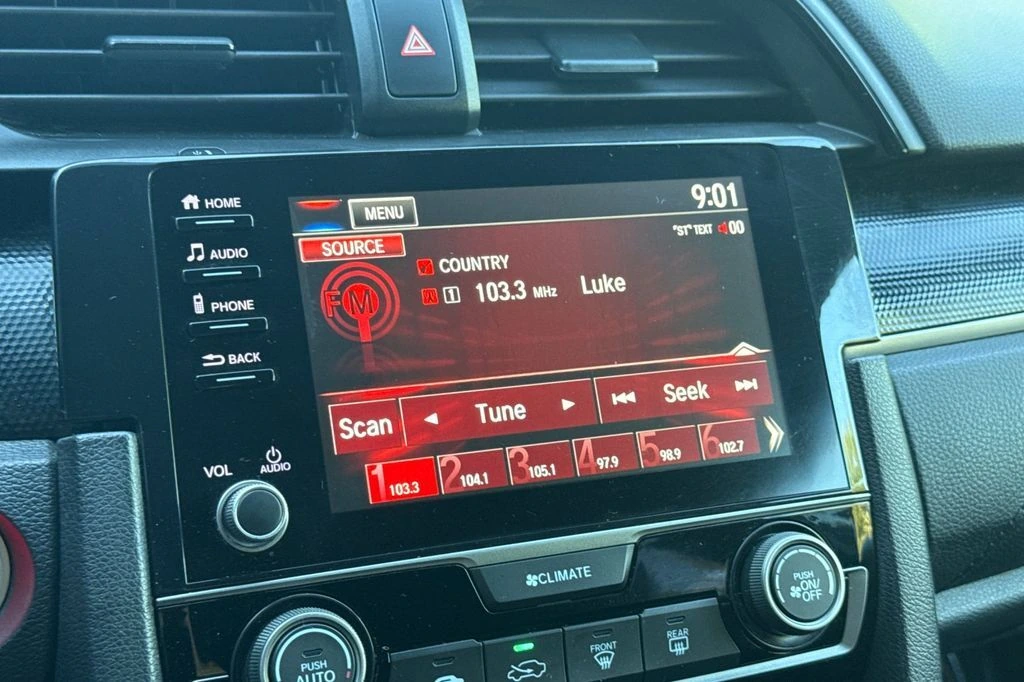 HOME
AUDIO
PHONE
BACK
VOL
AUDIO
MENU
9:01
SOURCE
"ST" TEXT 00
FM
COUNTRY
1 103.3 MHz Luke
Scan
Tune
Seek
1 103.3
2 104.1
3 105.1
4 97.9
5 98.9
6 102.7
CLIMATE
PUSH
ON/
OFF
PUSH
AUTO
FRONT
REAR